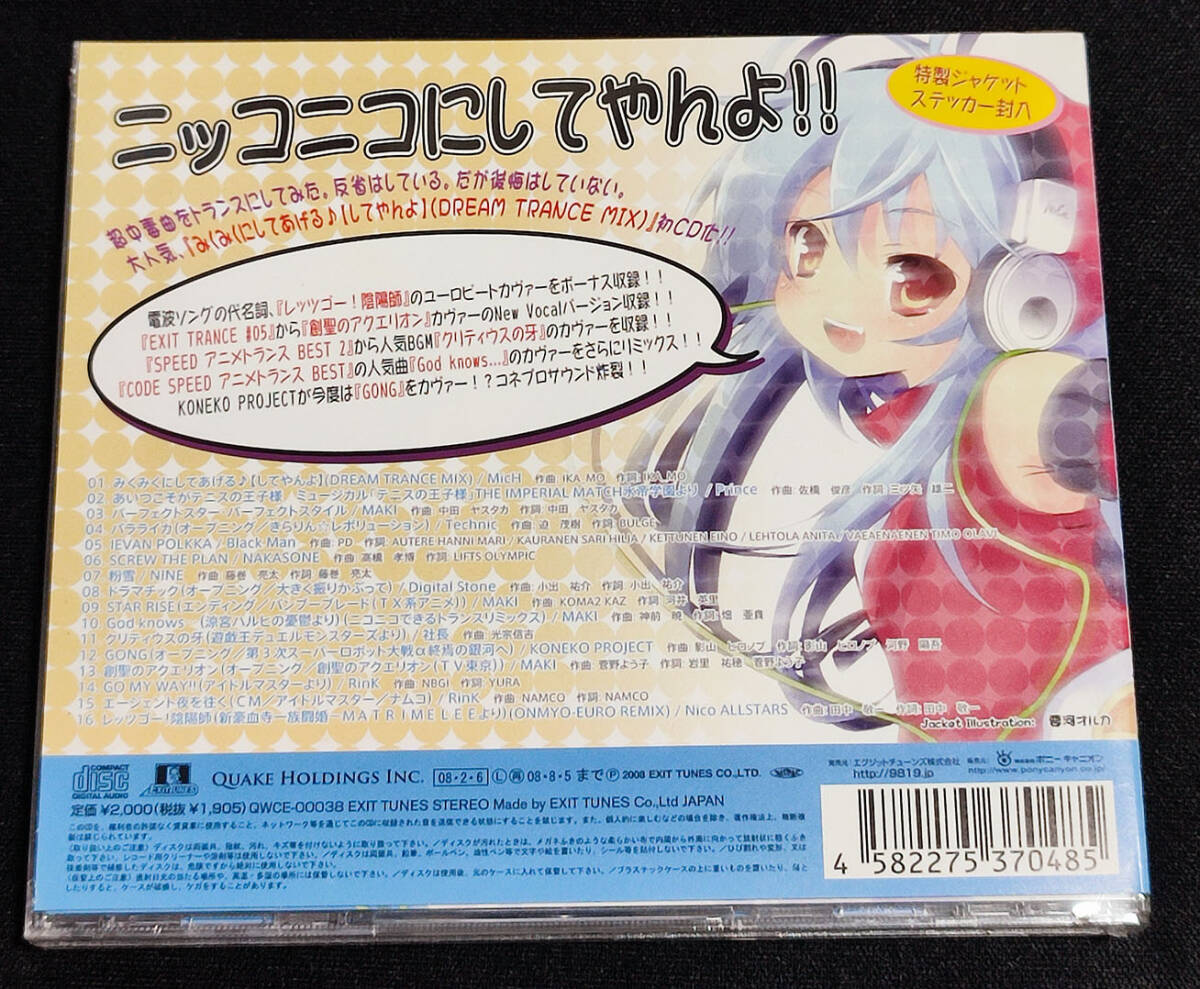 ニッコニコにしてやんよ!!
特製ジャケット
ステッカー封入
超中毒曲をトランスにしてみた。反省はしている。だが後悔はしていない。
大人気、『みくみくにしてあげる♪【してやんよ】(DREAM TRANCE MIX)』初CD化!!
電波ソングの代名詞、『レッツゴー!陰陽師』のユーロビートカヴァーをボーナス収録!!
『EXIT TRANCE #05』から『創聖のアクエリオン』カヴァーのNew Vocalバージョン収録!!
『SPEED アニメトランス BEST 2』から人気BGM『クリティウスの牙』のカヴァーを収録!!
『CODE SPEED アニメトランス BEST』の人気曲『God knows...』のカヴァーをさらにリミックス!!
KONEKO PROJECTが今度は『GONG』をカヴァー!?コネプロサウンド炸裂!!
01 みくみくにしてあげる♪【してやんよ】(DREAM TRANCE MIX) / MicH 作曲 IKA_MO 作詞 IKA_MO
02 あいつこそがテニスの王子様 - ミュージカル「テニスの王子様」THE IMPERIAL MATCH氷帝学園より / Prince 作曲 佐橋 俊彦 作詞 三ツ矢 雄二
03 パーフェクトスター・パーフェクトスタイル / MAKI 作曲 中田 ヤスタカ 作詞 中田 ヤスタカ
04 バラライカ(オープニング/きらりん☆レボリューション) / Technic 作曲 迫 茂樹 作詞 BULGE
05 IEVAN POLKKA / Black Man 作曲 PD 作詞 AUTERE HANNI MARI / KAURANEN SARI HILJA / KETTUNEN EINO / LEHTOLA ANITA / VAEAENAENEN TIMO OLAVI
06 SCREW THE PLAN / NAKASONE 作曲 高橋 孝博 作詞 LIFTS OLYMPIC
07 粉雪 / NINE 作曲 藤巻 亮太 作詞 藤巻 亮太
08 ドラマチック(オープニング/大きく振りかぶって) / Digital Stone 作曲 小出 祐介 作詞 小出 祐介
09 STAR RISE(エンディング/バンブーブレード(TX系アニメ)) / MAKI 作曲 KOMA2 KAZ 作詞 河井 英里
10 God knows...(涼宮ハルヒの憂鬱より)(ニコニコできるトランスリミックス) / MAKI 作曲 神前 暁 作詞 畑 亜貴
11 クリティウスの牙(遊戯王デュエルモンスターズより) / 社長 作曲 光宗信吉
12 GONG(オープニング/第3次スーパーロボット大戦α終焉の銀河へ) / KONEKO PROJECT 作曲 影山 ヒロノブ 作詞 影山 ヒロノブ 河野 陽吾
13 創聖のアクエリオン(オープニング/創聖のアクエリオン(TV東京)) / MAKI 作曲 菅野よう子 作詞 岩里 祐穂 菅野よう子
14 GO MY WAY!!(アイドルマスターより) / RinK 作曲 NBGI 作詞 YURA
15 エージェント夜を往く(CM/アイドルマスター/ナムコ) / RinK 作曲 NAMCO 作詞 NAMCO
16 レッツゴー!陰陽師(新豪血寺一族闘婚-MATRIMELEEより)(ONMYO-EURO REMIX) / Nico ALLSTARS 作曲 田中 敬一 作詞 田中 敬一
Jacket Illustration: 雲河オルカ
COMPACT disc DIGITAL AUDIO EXIT TUNES QUAKE HOLDINGS INC. 08・2・6 Ⓛ 再 08・8・5 まで Ⓟ 2008 EXIT TUNES CO.,LTD.
発売元:エグジットチューンズ株式会社
http://9819.jp
販売元: 株式会社ポニーキャニオン
http://www.ponycanyon.co.jp/
定価 ¥2,000(税抜 ¥1,905) QWCE-00038 EXIT TUNES STEREO Made by EXIT TUNES Co.,Ltd JAPAN
4 582275 370485